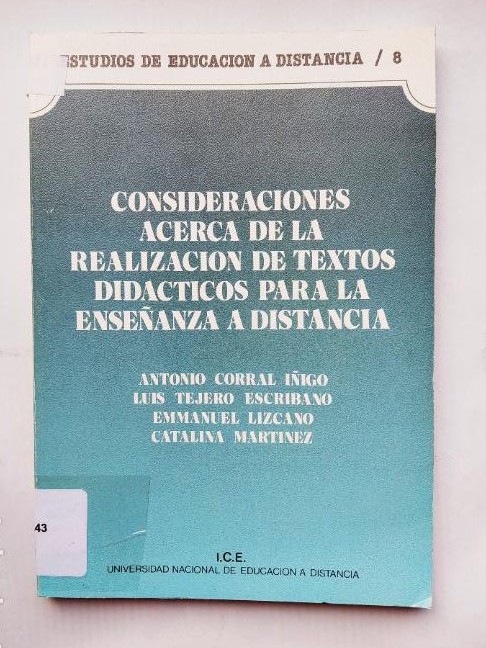 ESTUDIOS DE EDUCACION A DISTANCIA / 8
CONSIDERACIONES
ACERCA DE LA
REALIZACION DE TEXTOS
DIDACTICOS PARA LA
ENSEÑANZA A DISTANCIA
ANTONIO CORRAL IÑIGO
LUIS TEJERO ESCRIBANO
EMMANUEL LIZCANO
CATALINA MARTINEZ
43
I.C.E.
UNIVERSIDAD NACIONAL DE EDUCACION A DISTANCIA